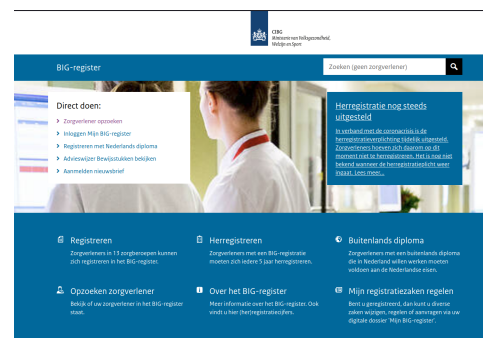 CIBG
Ministerie van Volksgezondheid,
Welzijn en Sport
BIG-register
Zoeken (geen zorgverlener)
Direct doen:
Zorgverlener opzoeken
Inloggen Mijn BIG-register
Registreren met Nederlands diploma
Advieswijzer Bewijsstukken bekijken
Aanmelden nieuwsbrief
Herregistratie nog steeds
uitgesteld
In verband met de coronacrisis is de
herregistratieverplichting tijdelijk uitgesteld.
Zorgverleners hoeven zich daarom op dit
moment niet te herregistreren. Het is nog niet
bekend wanneer de herregistratieplicht weer
ingaat. Lees meer...
Registreren
Zorgverleners in 13 zorgberoepen kunnen
zich registreren in het BIG-register.
Herregistreren
Zorgverleners met een BIG-registratie
moeten zich iedere 5 jaar herregistreren.
Buitenlands diploma
Zorgverleners met een buitenlands diploma
die in Nederland willen werken moeten
voldoen aan de Nederlandse eisen.
Opzoeken zorgverlener
Bekijk of uw zorgverlener in het BIG-register
staat.
Over het BIG-register
Meer informatie over het BIG-register. Ook
vindt u hier (her)registratiecijfers.
Mijn registratiezaken regelen
Bent u geregistreerd, dan kunt u diverse
zaken wijzigen, regelen of aanvragen via uw
digitale dossier 'Mijn BIG-register'.